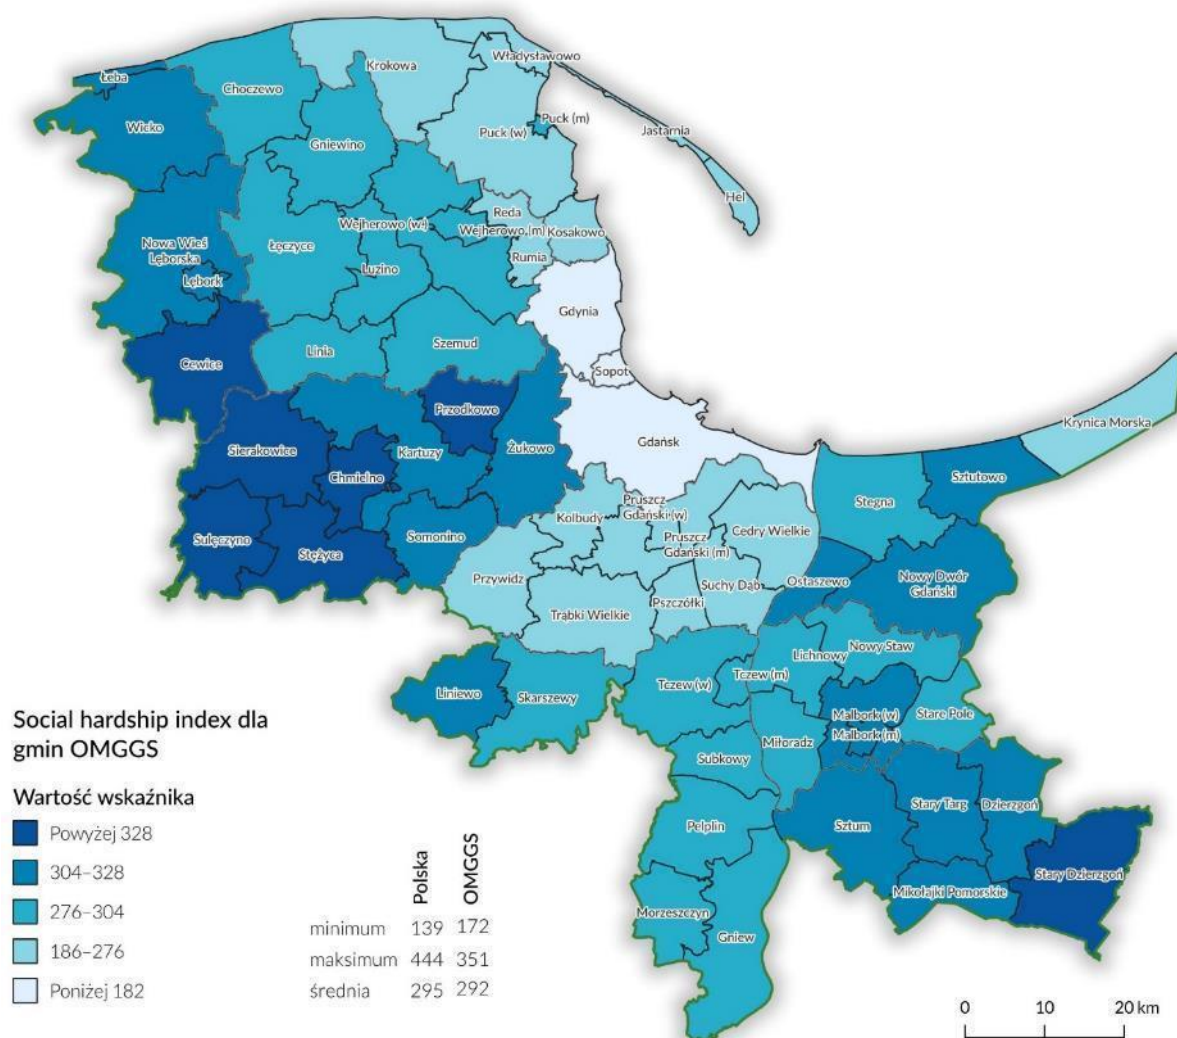 Łeba
Choczewo
Krokowa
Władysławowo
Wicko
Gniewino
Puck (w)
Puck (m)
Jastarnia
Hel
Nowa Wieś
Lęborska
Lębork
Łęczyce
Wejherowo (w)
Reda
Wejherowo (m)
Kosakowo
Rumia
Luzino
Gdynia
Cewice
Linia
Szemud
Sopot
Przodkowo
Sierakowice
Chmielno
Kartuzy
Żukowo
Gdańsk
Krynica Morska
Sztutowo
Stegna
Sulęczyno
Stężyca
Somonino
Kolbudy
Pruszcz
Gdański (w)
Pruszcz
Gdański (m)
Cedry Wielkie
Przywidz
Trąbki Wielkie
Pszczółki
Suchy Dąb
Ostaszewo
Nowy Dwór
Gdański
Liniewo
Skarszewy
Tczew (w)
Tczew (m)
Lichnowy
Nowy Staw
Malbork (w)
Malbork (m)
Stare Pole
Subkowy
Miłoradz
Pelplin
Sztum
Stary Targ
Dzierzgoń
Stary Dzierzgoń
Mikołajki Pomorskie
Morzeszczyn
Gniew
Social hardship index dla
gmin OMGGS
Wartość wskaźnika
Powyżej 328
304–328
276–304
186–276
Poniżej 182
Polska OMGGS
minimum 139 172
maksimum 444 351
średnia 295 292
0 10 20 km